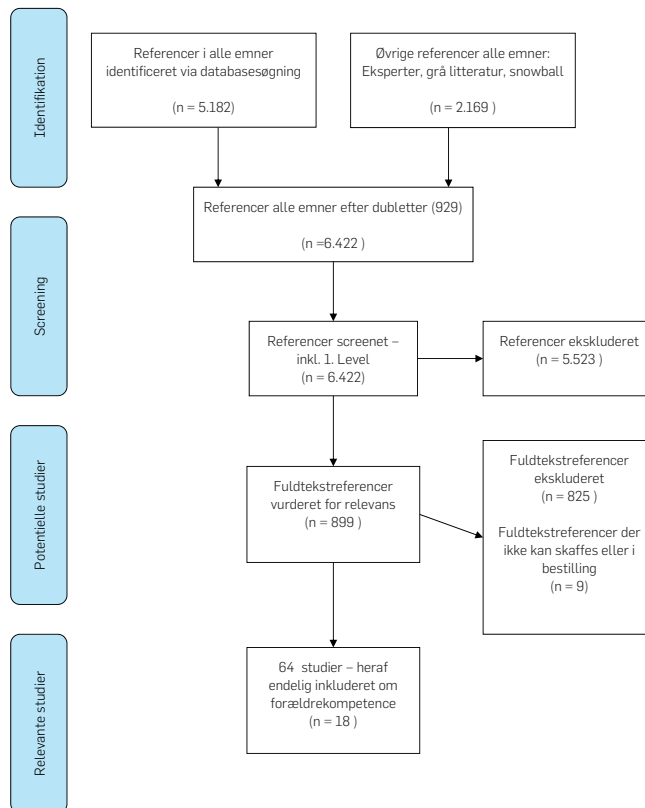 Identifikation
Referencer i alle emner
identificeret via databasesøgning
(n = 5.182)
Øvrige referencer alle emner:
Eksperter, grå litteratur, snowball
(n = 2.169 )
Referencer alle emner efter dubletter (929)
(n =6.422 )
Screening
Referencer screenet –
inkl. 1. Level
(n = 6.422)
Referencer ekskluderet
(n = 5.523 )
Potentielle studier
Fuldtekstreferencer
vurderet for relevans
(n = 899 )
Fuldtekstreferencer
ekskluderet
(n = 825 )
Fuldtekstreferencer der
ikke kan skaffes eller i
bestilling
(n = 9)
Relevante studier
64 studier – heraf
endelig inkluderet om
forældrekompetence
(n = 18 )